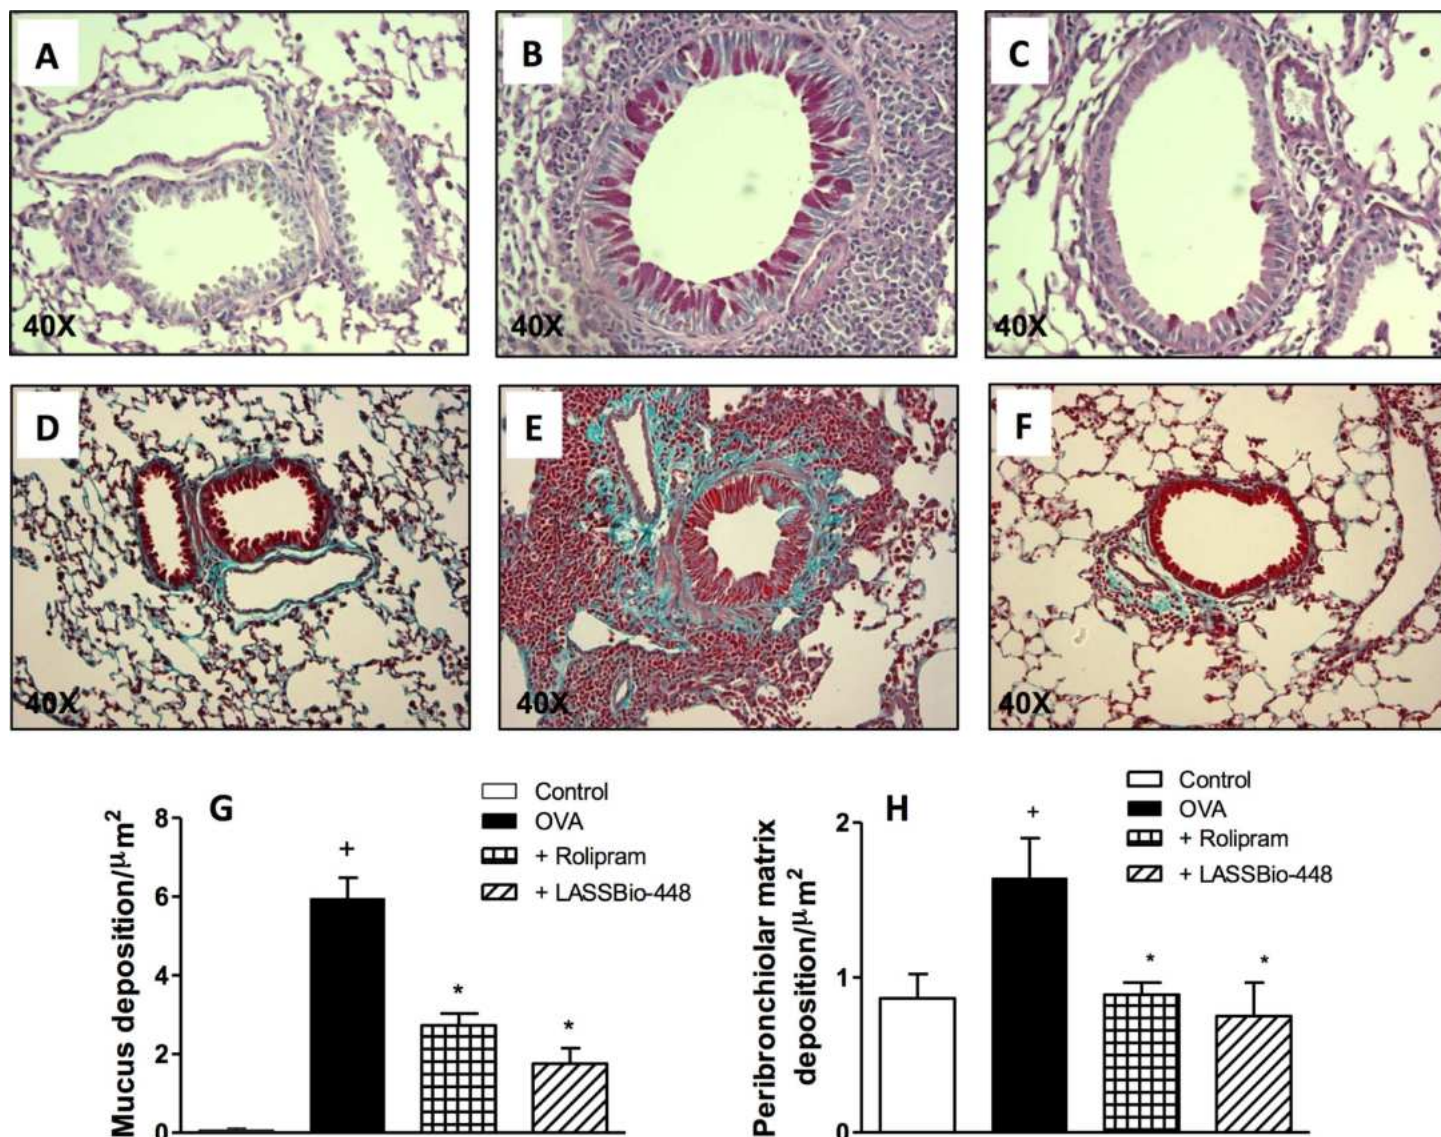 A
B
C
40X
40X
40X
D
E
F
40X
40X
40X
G
Mucus deposition/μm²
8
6
4
2
0
+
*
*
Control
OVA
+ Rolipram
+ LASSBio-448
H
Peribronchiolar matrix
deposition/μm²
2
1
0
+
*
*
Control
OVA
+ Rolipram
+ LASSBio-448